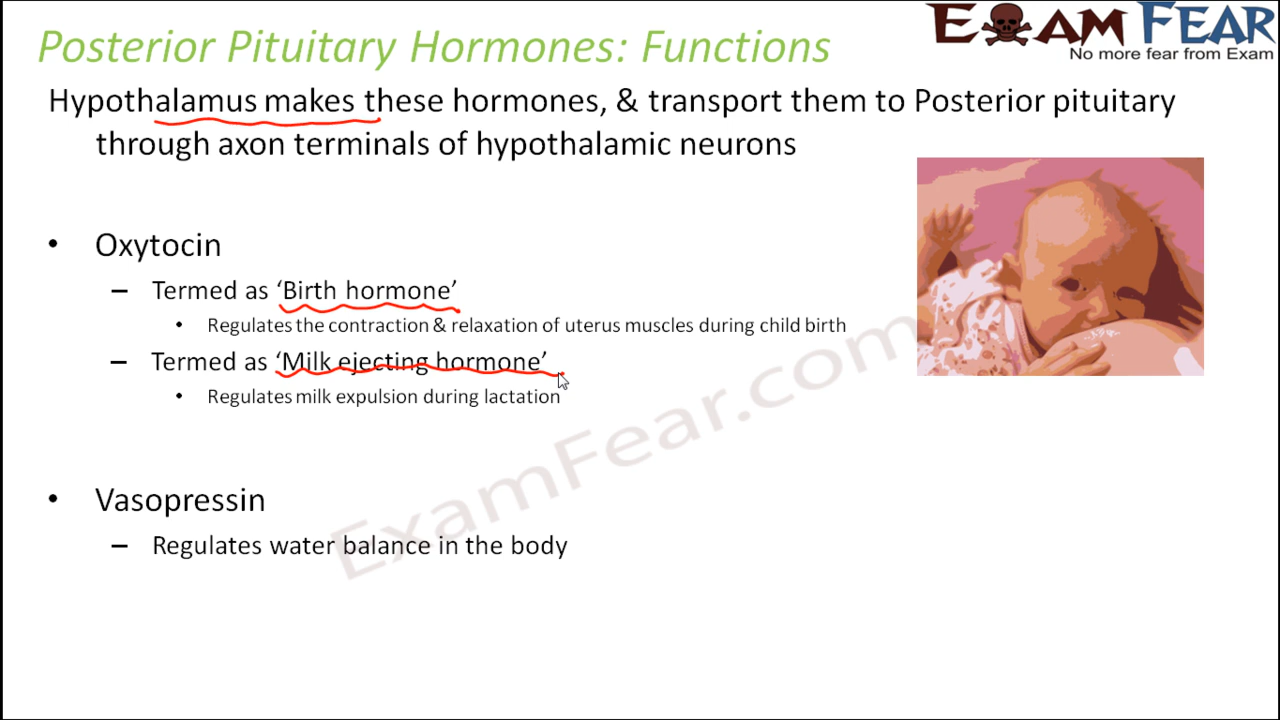 Posterior Pituitary Hormones: Functions
EXAM FEAR
No more fear from Exam
Hypothalamus makes these hormones, & transport them to Posterior pituitary
through axon terminals of hypothalamic neurons
• Oxytocin
– Termed as ‘Birth hormone’
• Regulates the contraction & relaxation of uterus muscles during child birth
– Termed as ‘Milk ejecting hormone’
• Regulates milk expulsion during lactation
• Vasopressin
– Regulates water balance in the body
ExamFear.com